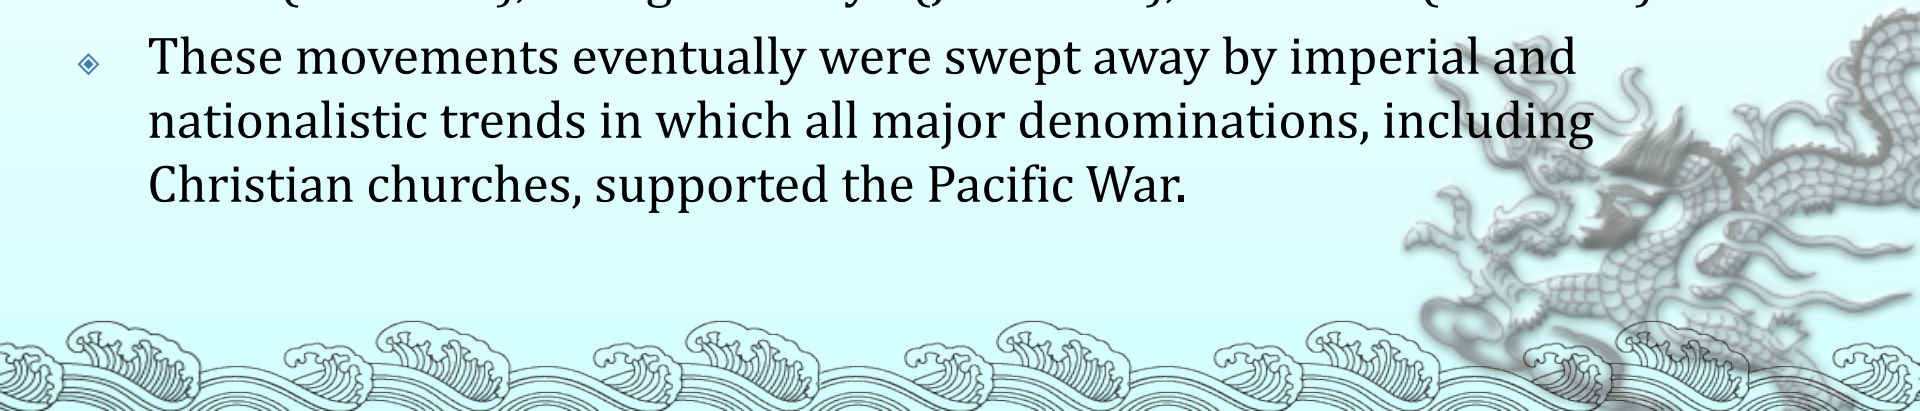 These movements eventually were swept away by imperial and
nationalistic trends in which all major denominations, including
Christian churches, supported the Pacific War.